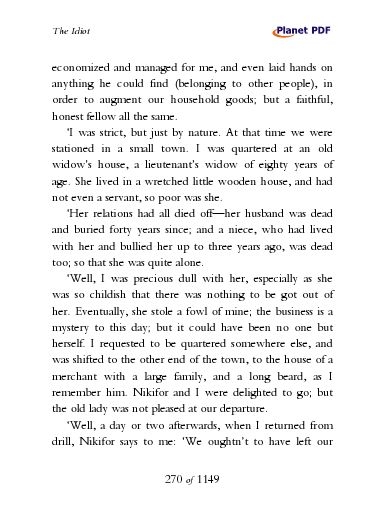 The Idiot
Planet PDF
economized and managed for me, and even laid hands on
anything he could find (belonging to other people), in
order to augment our household goods; but a faithful,
honest fellow all the same.
‘I was strict, but just by nature. At that time we were
stationed in a small town. I was quartered at an old
widow’s house, a lieutenant’s widow of eighty years of
age. She lived in a wretched little wooden house, and had
not even a servant, so poor was she.
‘Her relations had all died off—her husband was dead
and buried forty years since; and a niece, who had lived
with her and bullied her up to three years ago, was dead
too; so that she was quite alone.
‘Well, I was precious dull with her, especially as she
was so childish that there was nothing to be got out of
her. Eventually, she stole a fowl of mine; the business is a
mystery to this day; but it could have been no one but
herself. I requested to be quartered somewhere else, and
was shifted to the other end of the town, to the house of a
merchant with a large family, and a long beard, as I
remember him. Nikifor and I were delighted to go; but
the old lady was not pleased at our departure.
‘Well, a day or two afterwards, when I returned from
drill, Nikifor says to me: ‘We oughtn’t to have left our
270 of 1149